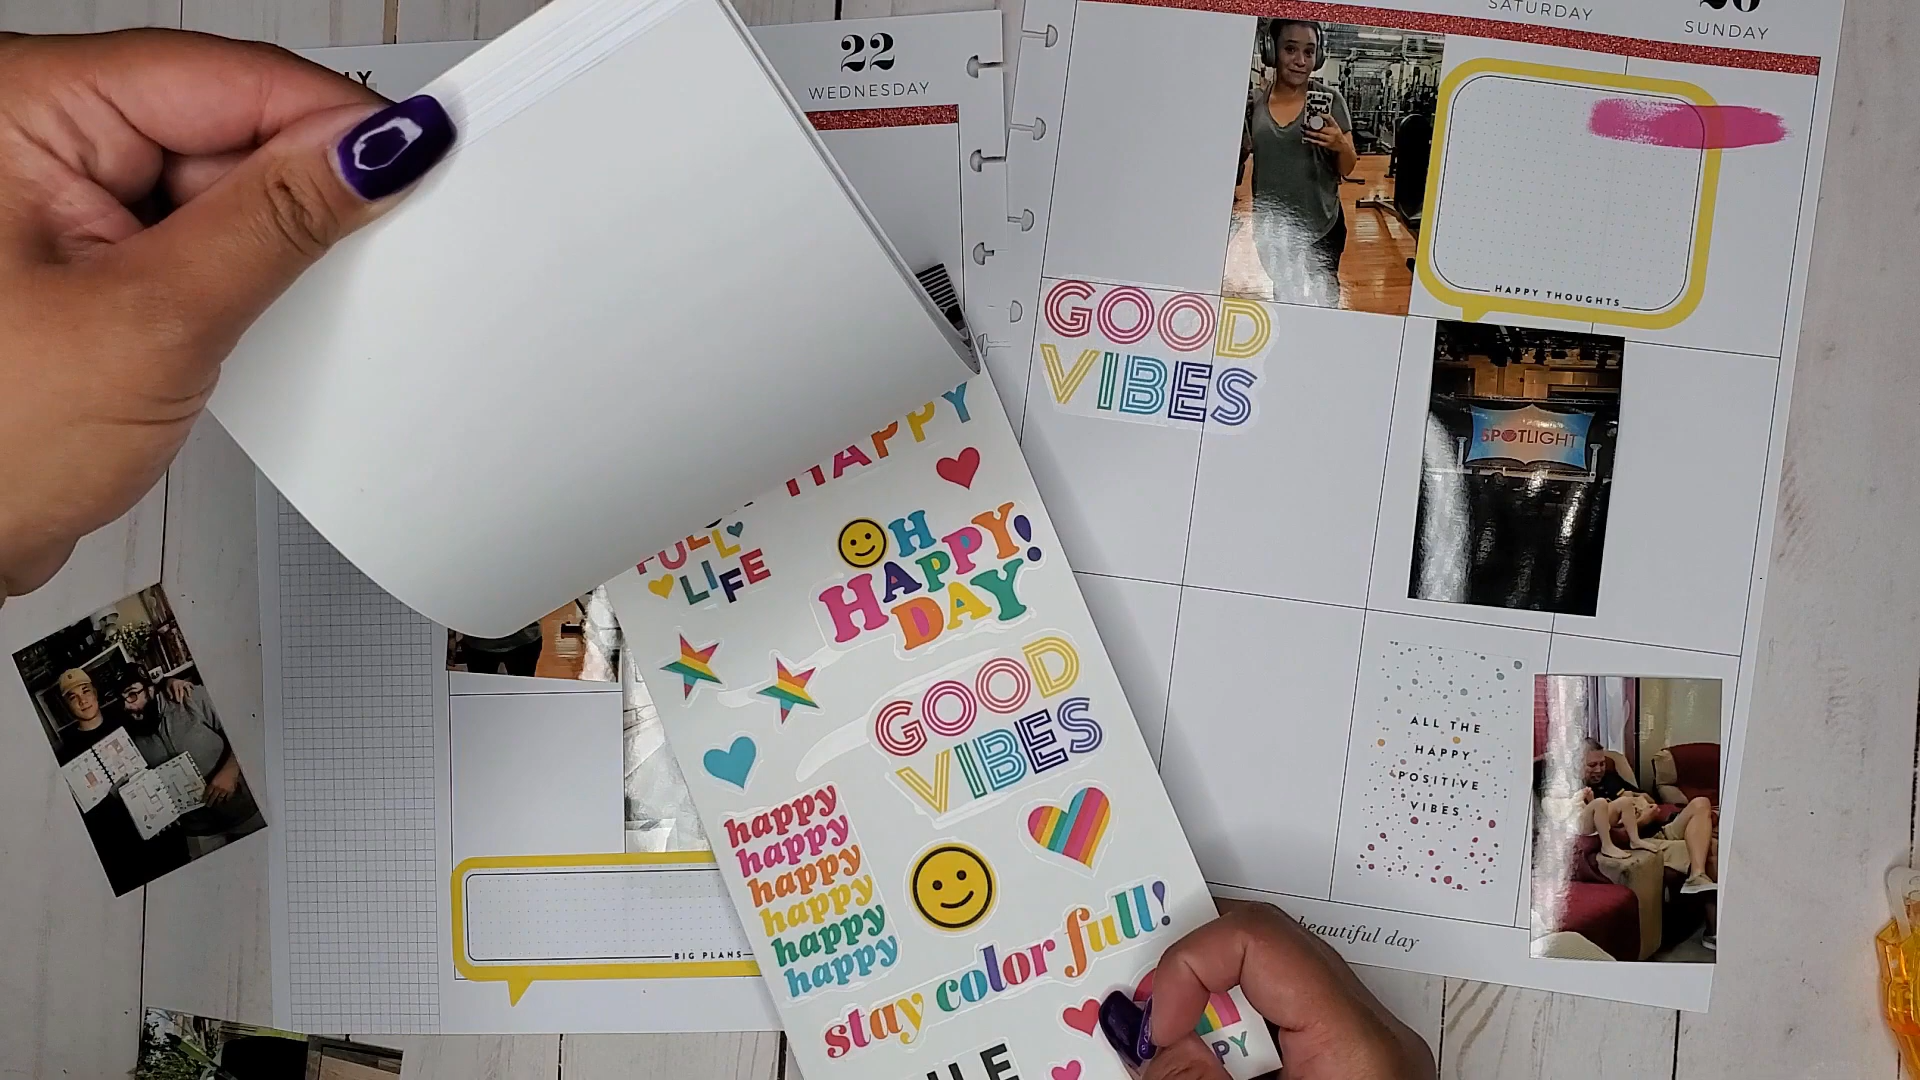 22
WEDNESDAY
SATURDAY
SUNDAY
HAPPY THOUGHTS
GOOD
VIBES
SPOTLIGHT
ALL THE
HAPPY
POSITIVE
VIBES
beautiful day
BIG PLANS
HAPPY
FULL
LIFE
OH
HAPPY!
DAY
GOOD
VIBES
happy
happy
happy
happy
happy
happy
stay color full!